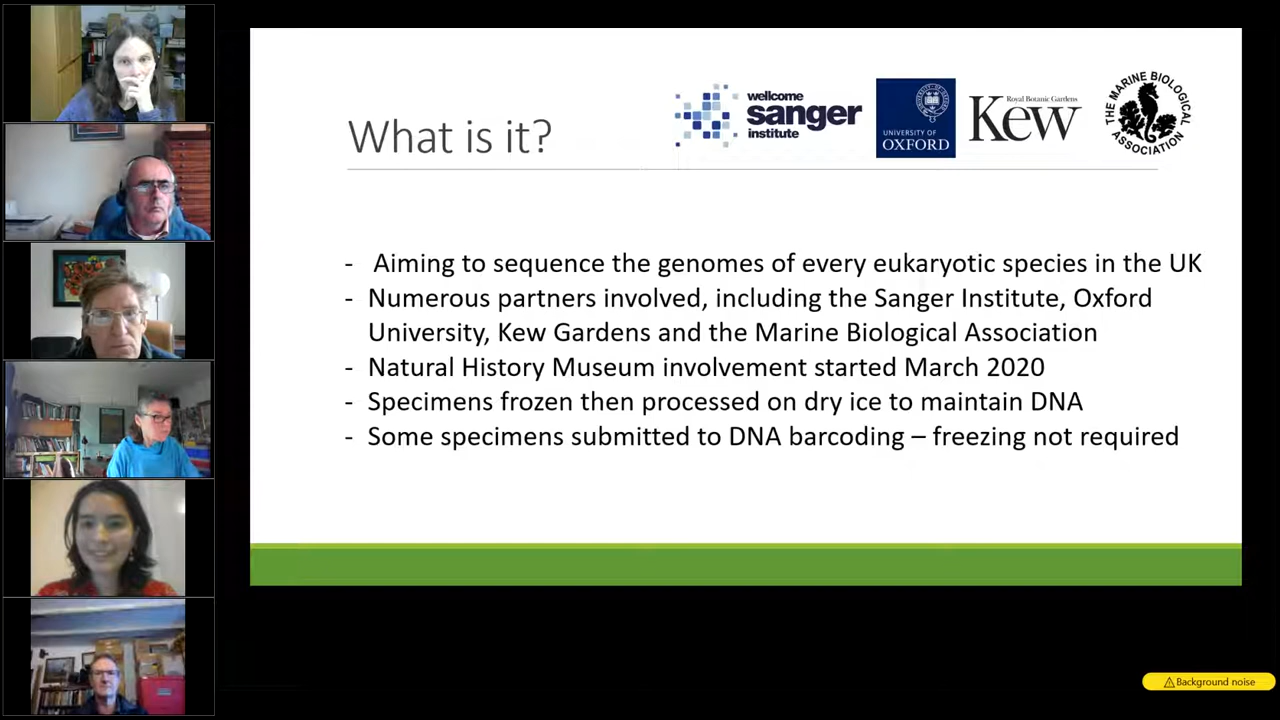 What is it?
wellcome
sanger
institute
UNIVERSITY OF
OXFORD
Royal Botanic Gardens
Kew
THE MARINE BIOLOGICAL
ASSOCIATION
- Aiming to sequence the genomes of every eukaryotic species in the UK
- Numerous partners involved, including the Sanger Institute, Oxford
University, Kew Gardens and the Marine Biological Association
- Natural History Museum involvement started March 2020
- Specimens frozen then processed on dry ice to maintain DNA
- Some specimens submitted to DNA barcoding – freezing not required
Background noise